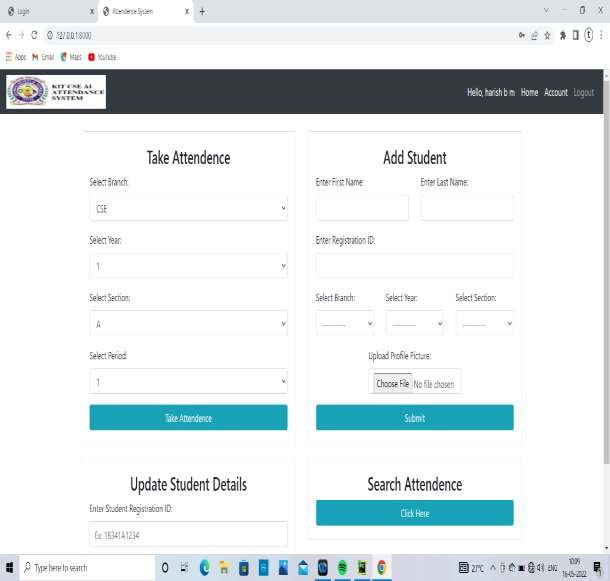 Login
Attendence System
127.0.0.1:8000
Apps Gmail Maps YouTube
KIT CSE AI
ATTENDANCE
SYSTEM
Hello, harish b m Home Account Logout
Take Attendence
Select Branch:
CSE
Select Year:
1
Select Section:
A
Select Period:
1
Take Attendence
Add Student
Enter First Name: Enter Last Name:
Enter Registration ID:
Select Branch: Select Year: Select Section:
--------- --------- ---------
Upload Profile Picture:
Choose File No file chosen
Submit
Update Student Details
Enter Student Registration ID:
Ex: 18341A1234
Search Attendence
Click Here
Type here to search
27°C
ENG
10:09
16-05-2022